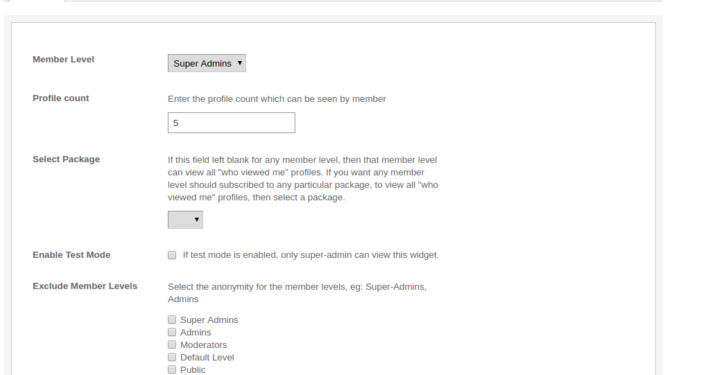 Member Level
Super Admins
Profile count
Enter the profile count which can be seen by member
5
Select Package
If this field left blank for any member level, then that member level
can view all "who viewed me" profiles. If you want any member
level should subscribed to any particular package, to view all "who
viewed me" profiles, then select a package.
Enable Test Mode
If test mode is enabled, only super-admin can view this widget.
Exclude Member Levels
Select the anonymity for the member levels, eg: Super-Admins,
Admins
Super Admins
Admins
Moderators
Default Level
Public